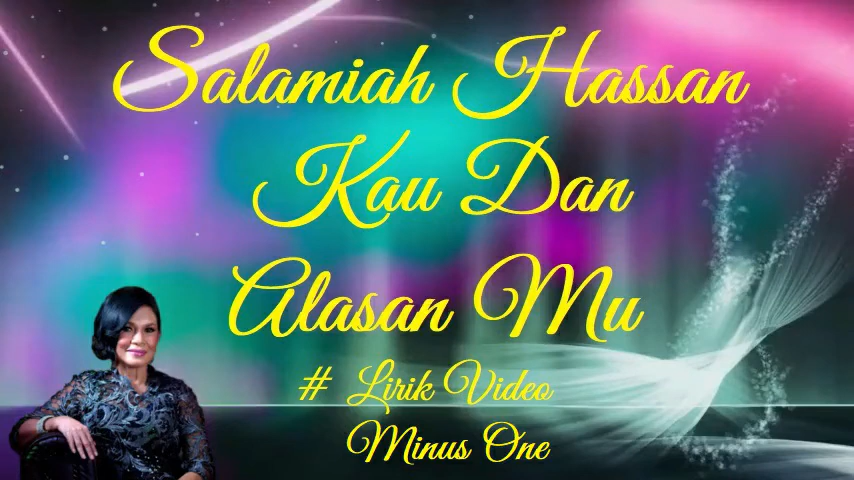 Salamiah Hassan
Kau Dan
Alasan Mu
# Lirik Video
Minus One